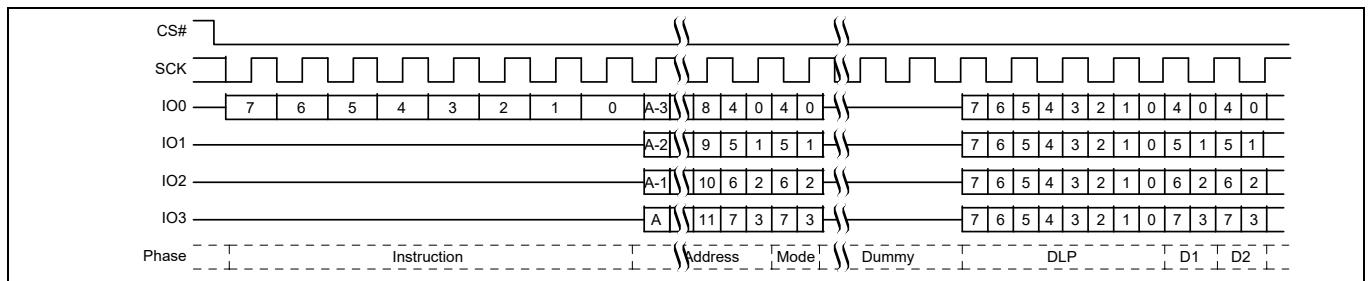 CS#
SCK
IO0 7 6 5 4 3 2 1 0 A-3 8 4 0 4 0 7 6 5 4 3 2 1 0 4 0 4 0
IO1 A-2 9 5 1 5 1 7 6 5 4 3 2 1 0 5 1 5 1
IO2 A-1 10 6 2 6 2 7 6 5 4 3 2 1 0 6 2 6 2
IO3 A 11 7 3 7 3 7 6 5 4 3 2 1 0 7 3 7 3
Phase Instruction Address Mode Dummy DLP D1 D2